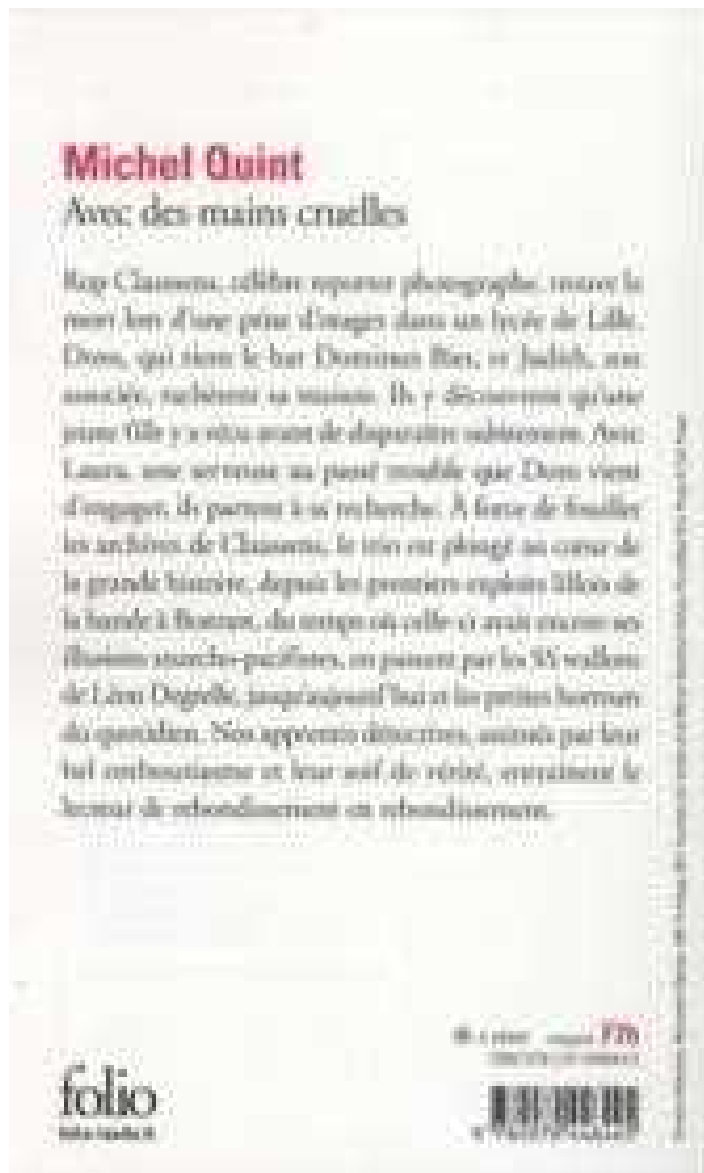 Michel Quint
Avec des mains cruelles
Rop Claassens, célèbre reporter photographe, trouve la
mort lors d'une prise d'images dans un lycée de Lille.
Dom, qui tient le bar Dominus Bier, et Judith, son
associée, rachètent sa maison. Ils y découvrent qu'une
jeune fille y a vécu avant de disparaître subitement. Avec
Laura, une serveuse au passé trouble que Dom vient
d'engager, ils partent à sa recherche. À force de fouiller
les archives de Claassens, le trio est plongé au cœur de
la grande histoire, depuis les premiers exploits lillois de
la bande à Bonnot, du temps où celle-ci avait encore ses
illusions anarcho-pacifistes, en passant par les SS wallons
de Léon Degrelle, jusqu'aujourd'hui et les petites horreurs
du quotidien. Nos apprentis détectives, animés par leur
bel enthousiasme et leur soif de vérité, entraînent le
lecteur de rebondissement en rebondissement.
F7b
folio